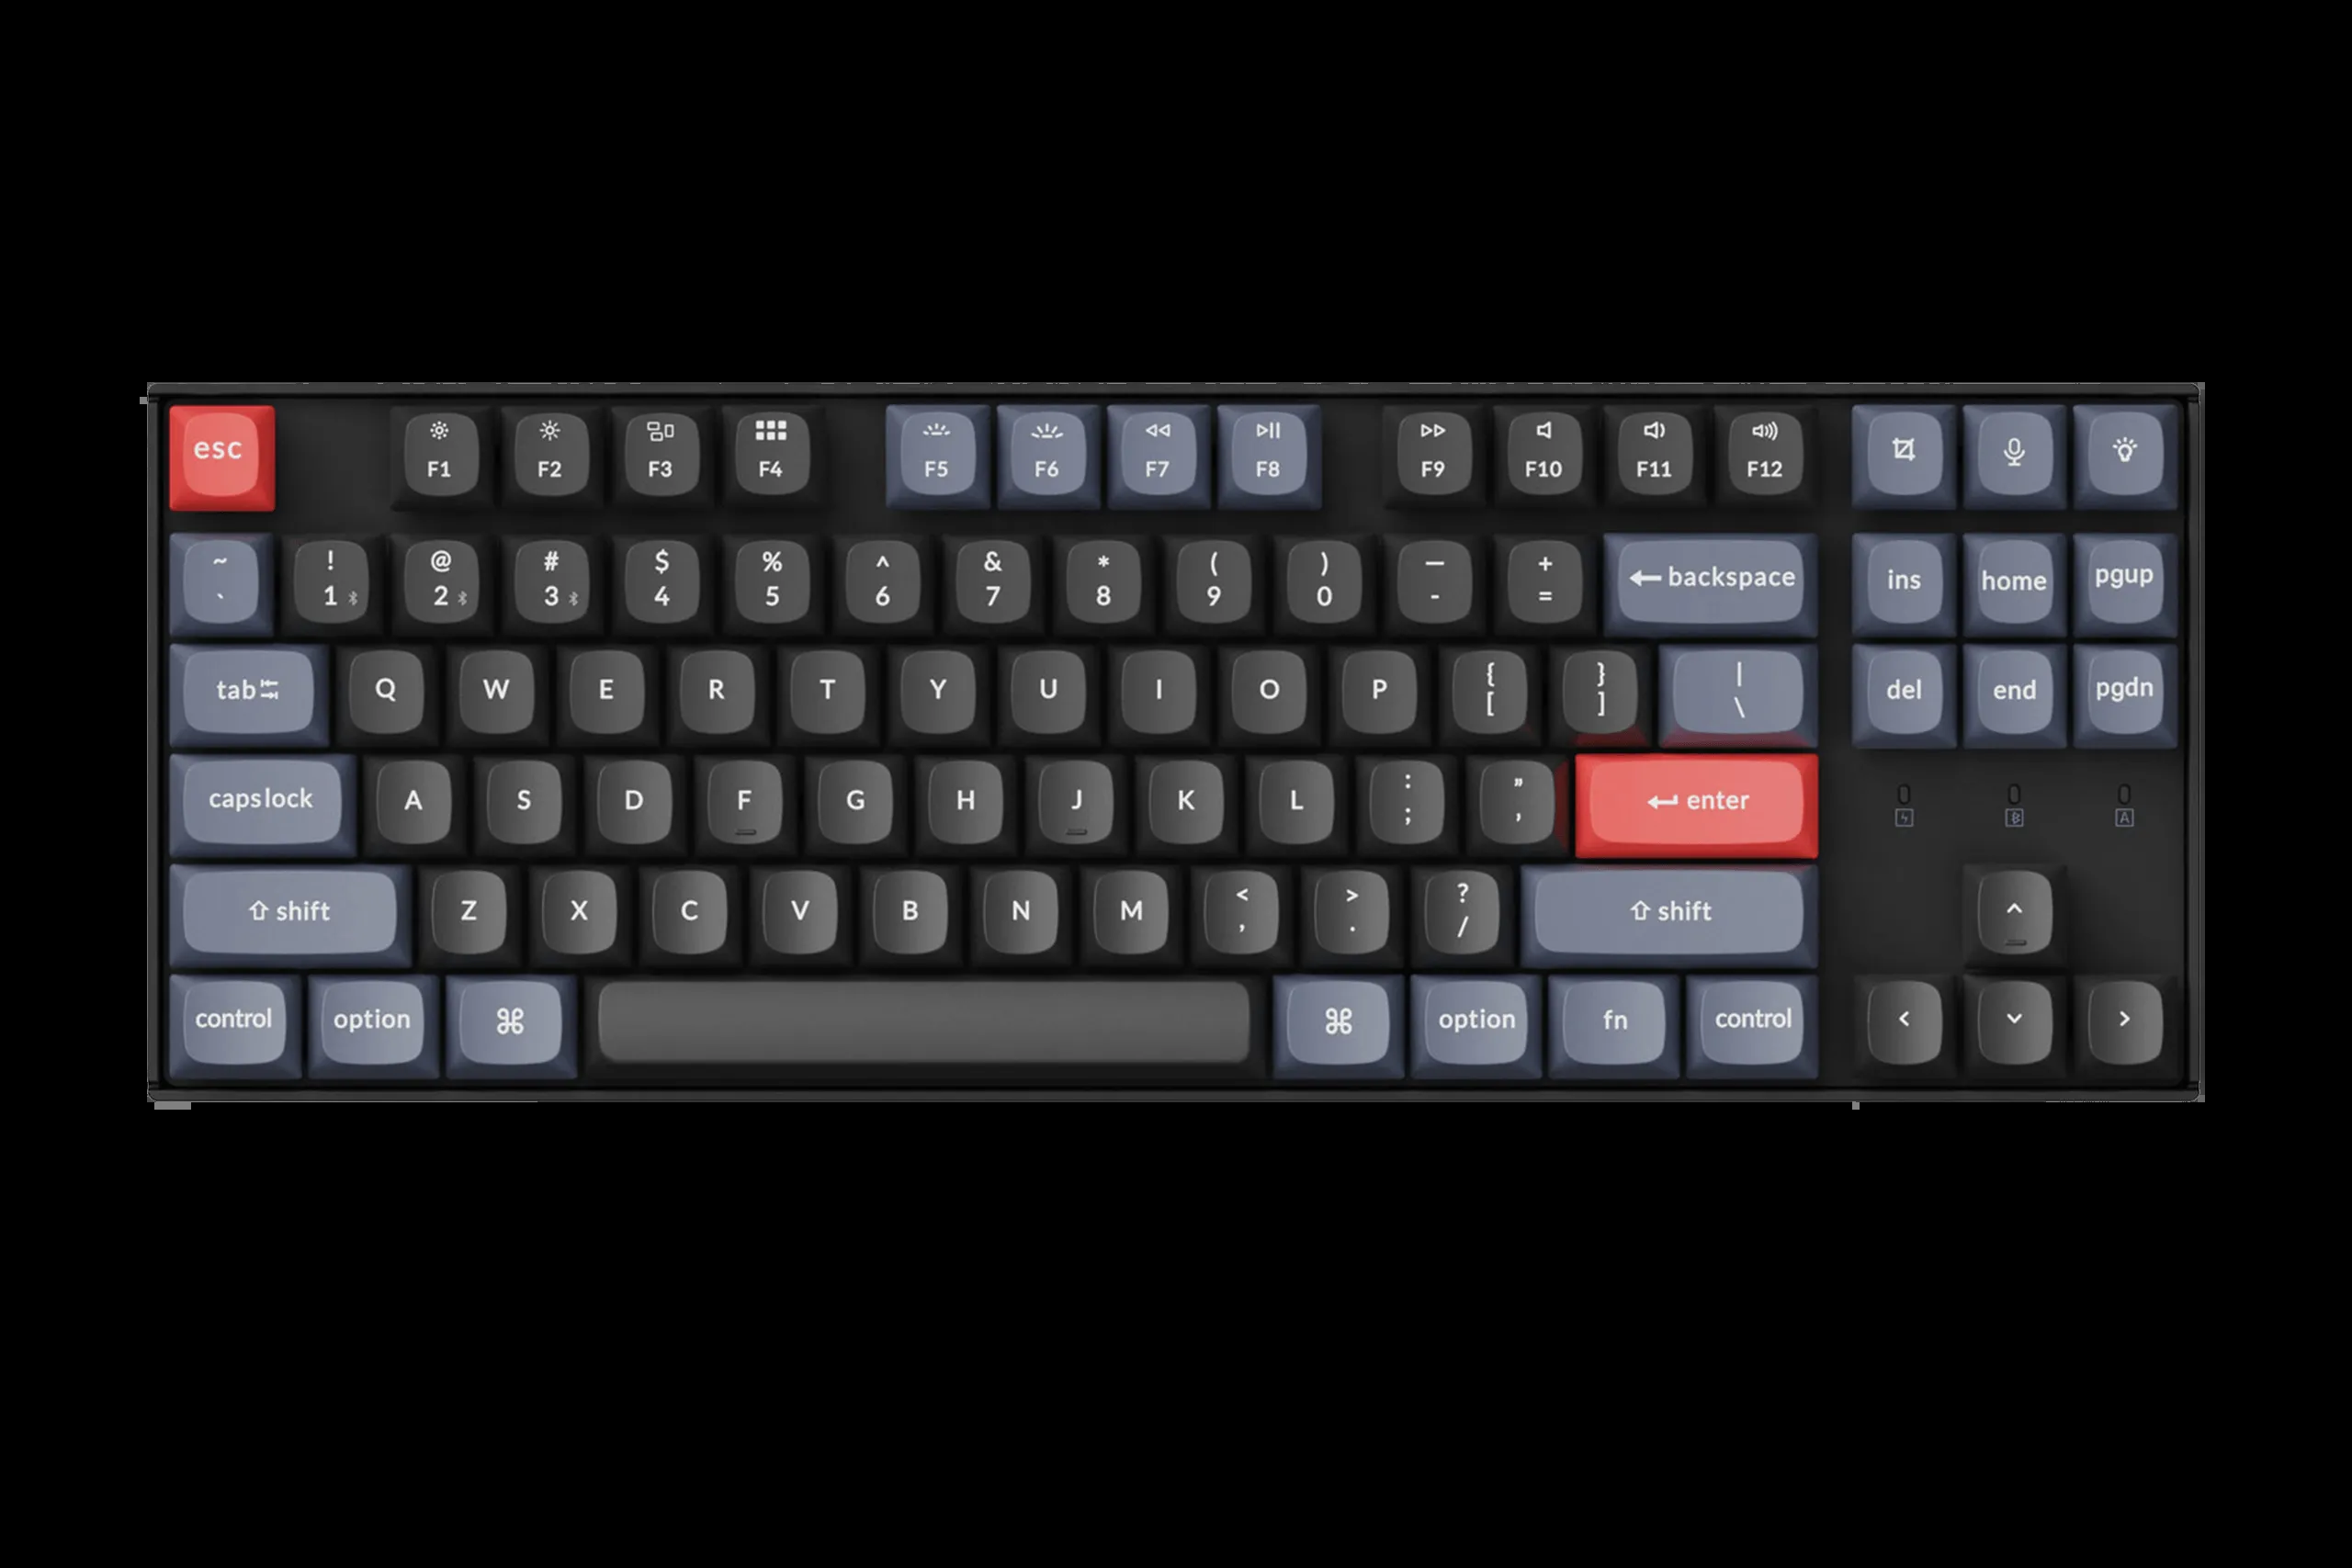 esc F1 F2 F3 F4 F5 F6 F7 F8 F9 F10 F11 F12
~ ! @ # $ % ^ & * ( ) — +
` 1 2 3 4 5 6 7 8 9 0 - = ← backspace ins home pgup
tab Q W E R T Y U I O P { [ } ] | \ del end pgdn
caps lock A S D F G H J K L : ; ” , ↵ enter
A
⇧ shift Z X C V B N M < , > . ? / ⇧ shift ^
control option ⌘ ⌘ option fn control < ⌄ >